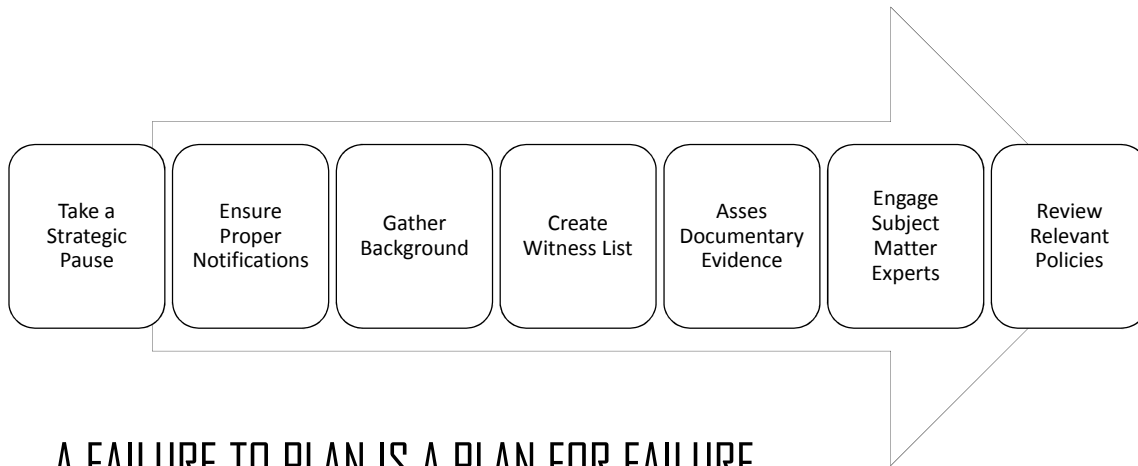 Take a
Strategic
Pause
Ensure
Proper
Notifications
Gather
Background
Create
Witness List
Asses
Documentary
Evidence
Engage
Subject
Matter
Experts
Review
Relevant
Policies
A FAILURE TO PLAN IS A PLAN FOR FAILURE